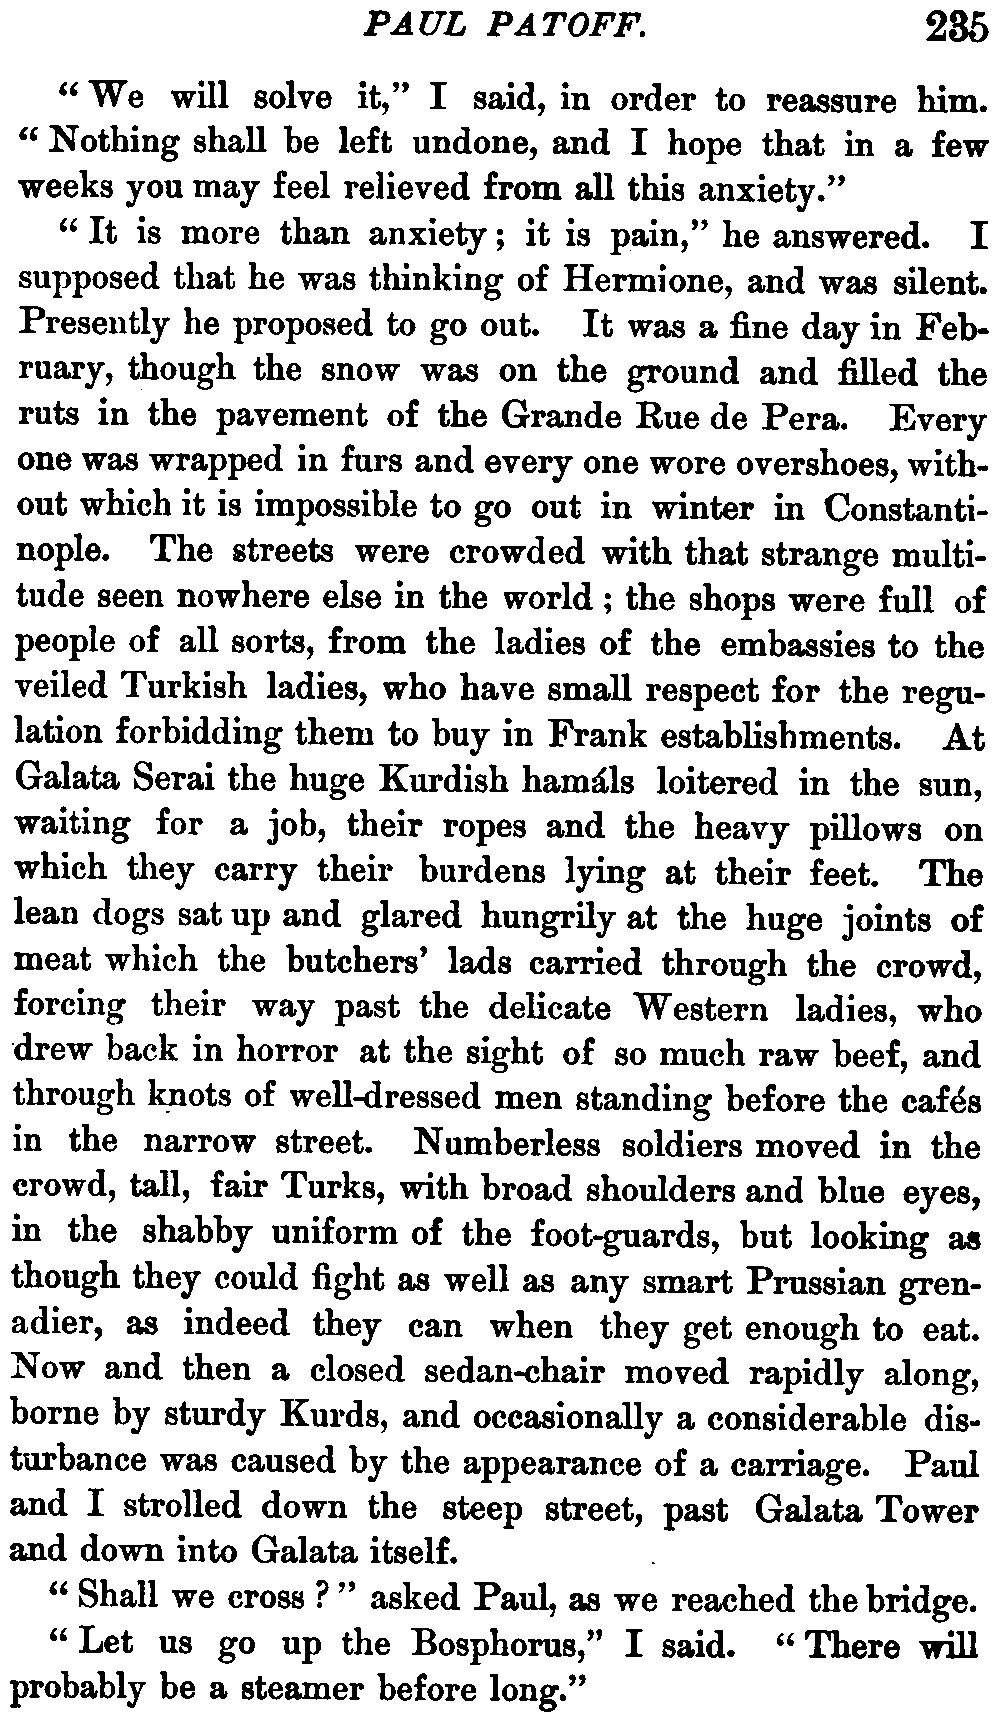 PAUL PATOFF. 235
“ We will solve it,” I said, in order to reassure him.
“ Nothing shall be left undone, and I hope that in a few
weeks you may feel relieved from all this anxiety.”
“ It is more than anxiety ; it is pain,” he answered. I
supposed that he was thinking of Hermione, and was silent.
Presently he proposed to go out. It was a fine day in Feb-
ruary, though the snow was on the ground and filled the
ruts in the pavement of the Grande Rue de Pera. Every
one was wrapped in furs and every one wore overshoes, with-
out which it is impossible to go out in winter in Constanti-
nople. The streets were crowded with that strange multi-
tude seen nowhere else in the world ; the shops were full of
people of all sorts, from the ladies of the embassies to the
veiled Turkish ladies, who have small respect for the regu-
lation forbidding them to buy in Frank establishments. At
Galata Serai the huge Kurdish hamáls loitered in the sun,
waiting for a job, their ropes and the heavy pillows on
which they carry their burdens lying at their feet. The
lean dogs sat up and glared hungrily at the huge joints of
meat which the butchers’ lads carried through the crowd,
forcing their way past the delicate Western ladies, who
drew back in horror at the sight of so much raw beef, and
through knots of well-dressed men standing before the cafés
in the narrow street. Numberless soldiers moved in the
crowd, tall, fair Turks, with broad shoulders and blue eyes,
in the shabby uniform of the foot-guards, but looking as
though they could fight as well as any smart Prussian gren-
adier, as indeed they can when they get enough to eat.
Now and then a closed sedan-chair moved rapidly along,
borne by sturdy Kurds, and occasionally a considerable dis-
turbance was caused by the appearance of a carriage. Paul
and I strolled down the steep street, past Galata Tower
and down into Galata itself.
“ Shall we cross ? ” asked Paul, as we reached the bridge.
“ Let us go up the Bosphorus,” I said. “ There will
probably be a steamer before long.”